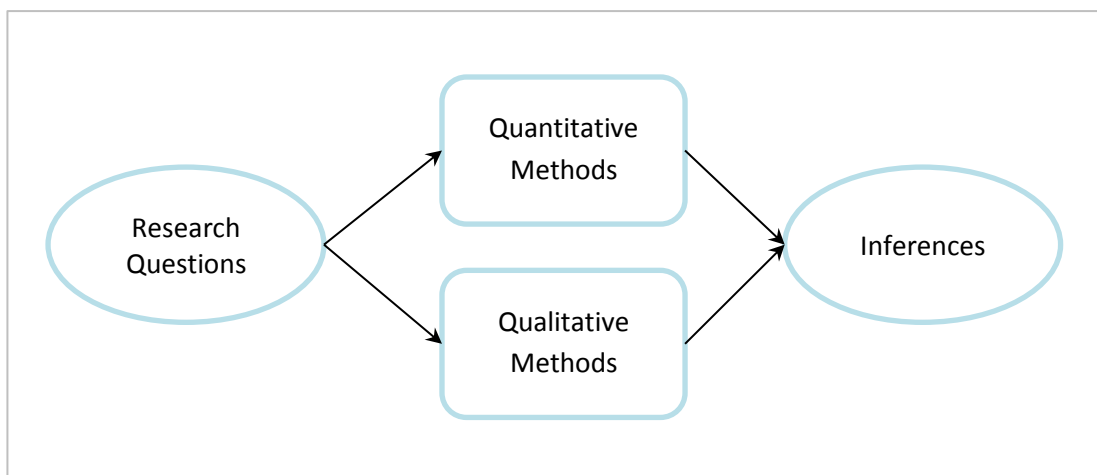 Research
Questions
Quantitative
Methods
Qualitative
Methods
Inferences